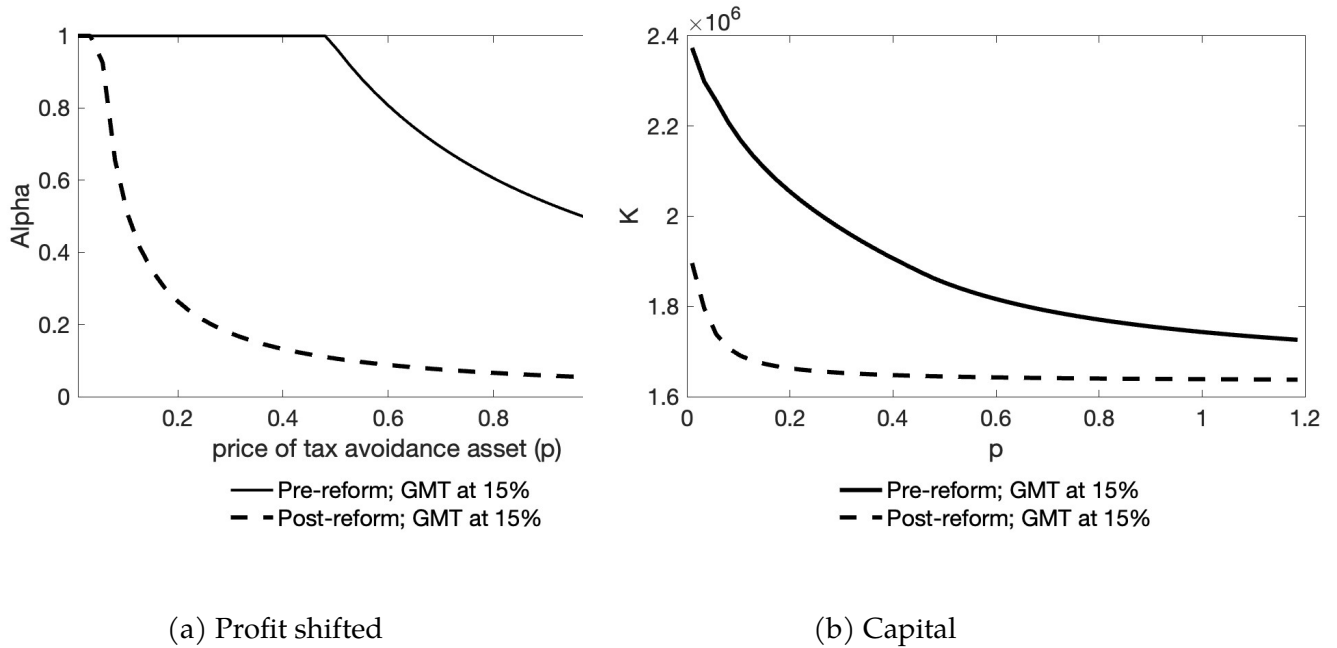 1
0.8
0.6
0.4
0.2
0
Alpha
0.2 0.4 0.6 0.8
price of tax avoidance asset (p)
Pre-reform; GMT at 15%
Post-reform; GMT at 15%
(a) Profit shifted
×10⁶
2.4
2.2
2
1.8
1.6
K
0 0.2 0.4 0.6 0.8 1 1.2
p
Pre-reform; GMT at 15%
Post-reform; GMT at 15%
(b) Capital